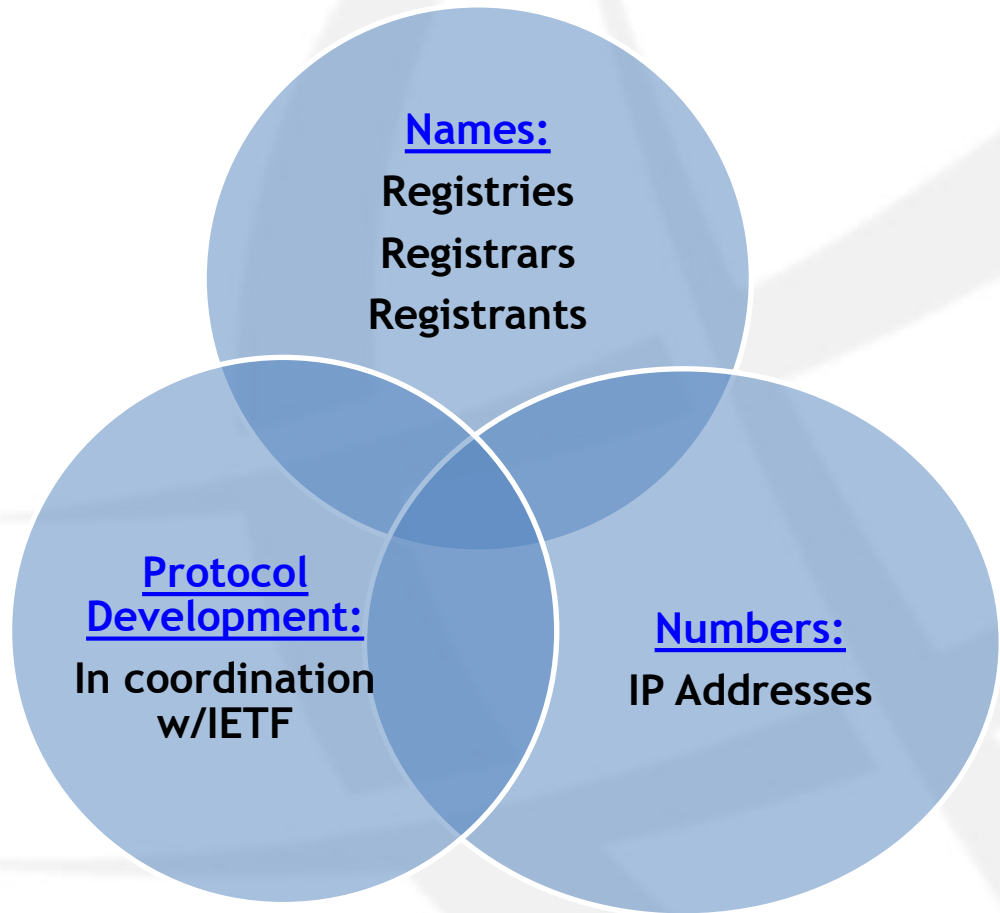 Names:
Registries
Registrars
Registrants
Protocol
Development:
In coordination
w/IETF
Numbers:
IP Addresses